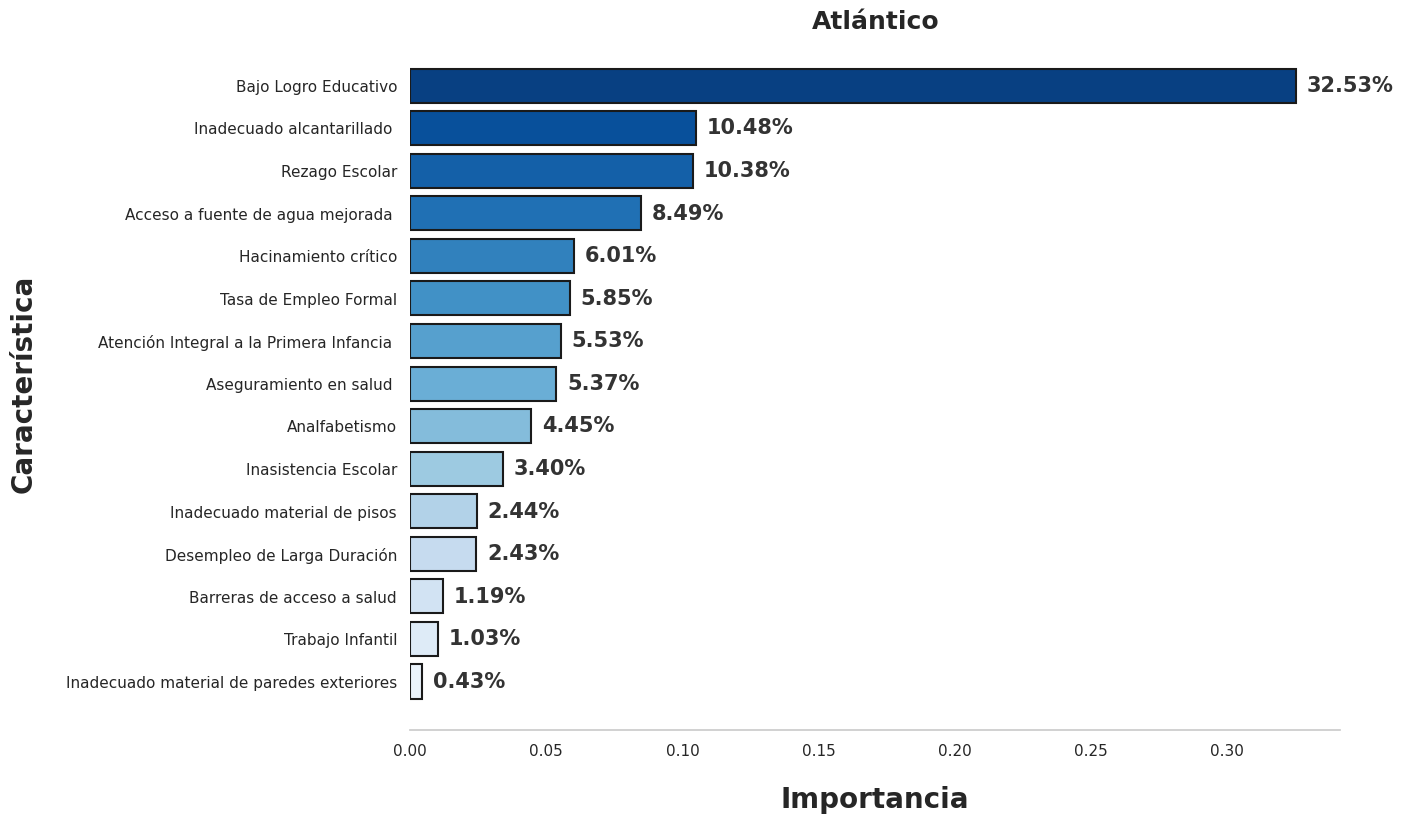 Atlántico
Característica
Bajo Logro Educativo 32.53%
Inadecuado alcantarillado 10.48%
Rezago Escolar 10.38%
Acceso a fuente de agua mejorada 8.49%
Hacinamiento crítico 6.01%
Tasa de Empleo Formal 5.85%
Atención Integral a la Primera Infancia 5.53%
Aseguramiento en salud 5.37%
Analfabetismo 4.45%
Inasistencia Escolar 3.40%
Inadecuado material de pisos 2.44%
Desempleo de Larga Duración 2.43%
Barreras de acceso a salud 1.19%
Trabajo Infantil 1.03%
Inadecuado material de paredes exteriores 0.43%
0.00 0.05 0.10 0.15 0.20 0.25 0.30
Importancia